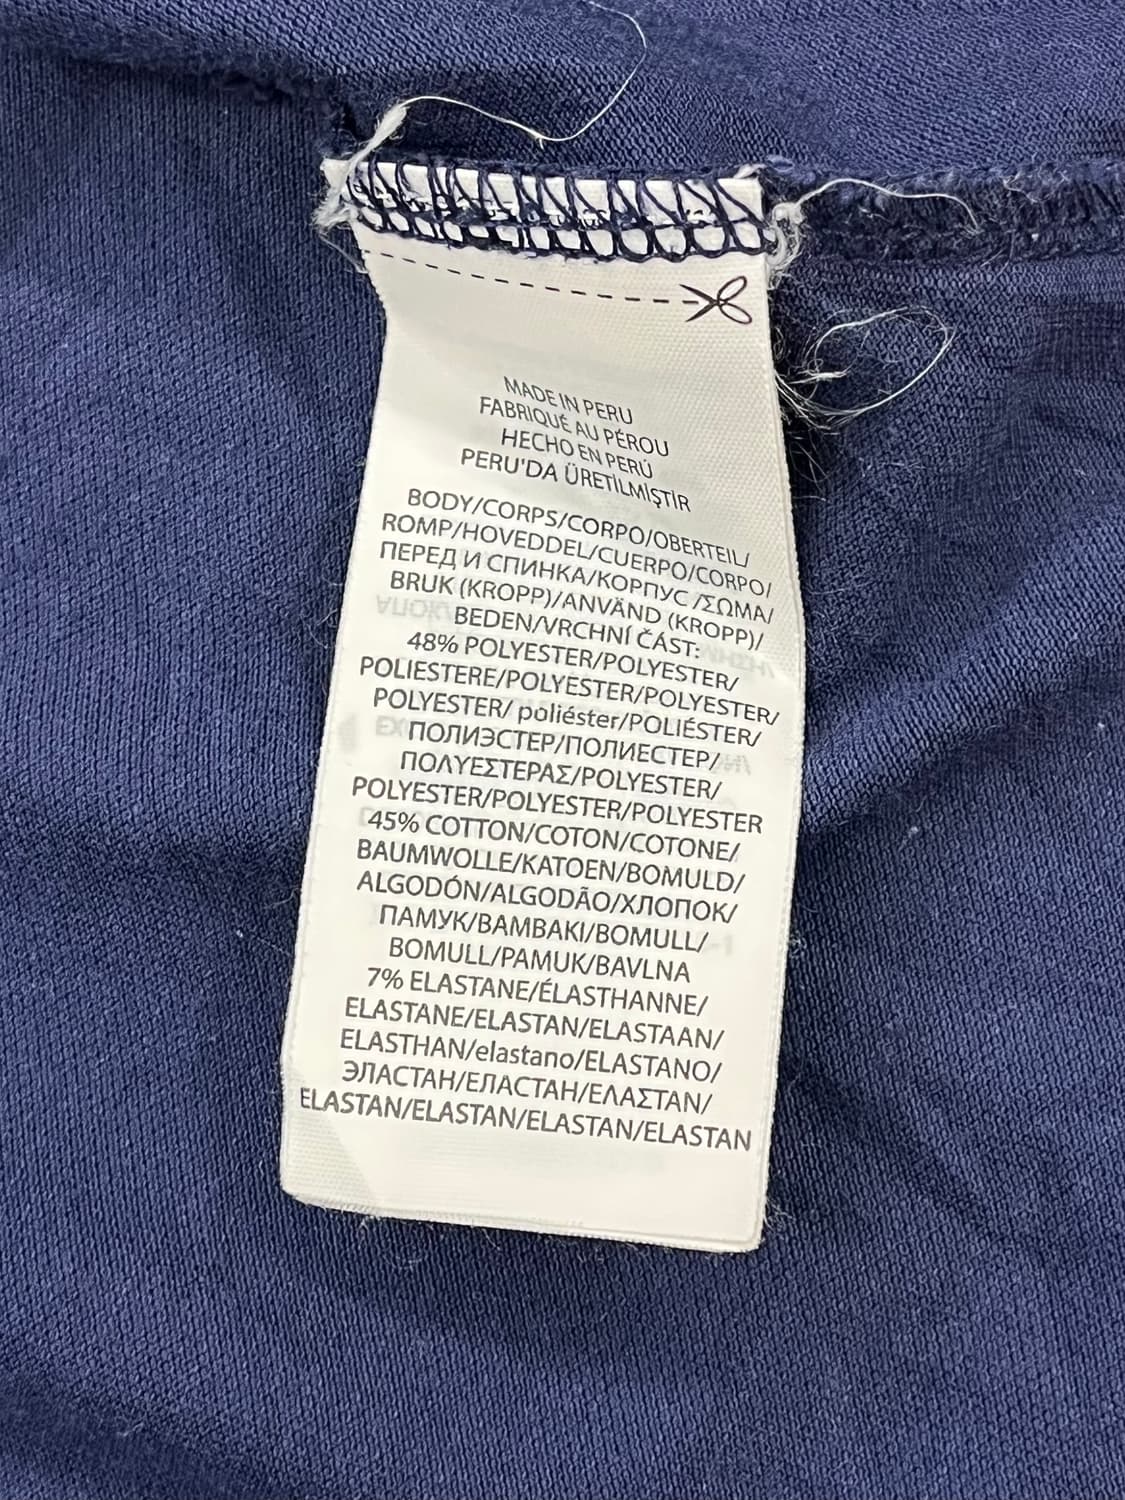 MADE IN PERU
FABRIQUÉ AU PÉROU
HECHO EN PERÚ
PERU'DA ÜRETİLMİŞTİR
BODY/CORPS/CORPO/OBERTEIL/
ROMP/HOVEDDEL/CUERPO/CORPO/
ПЕРЕД И СПИНКА/КОРПУС /ΣΩΜΑ/
BRUK (KROPP)/ANVÄND (KROPP)/
BEDEN/VRCHNÍ ČÁST:
48% POLYESTER/POLYESTER/
POLIESTERE/POLYESTER/POLYESTER/
POLYESTER/ poliéster/POLIÉSTER/
ПОЛИЭСТЕР/ПОЛИЕСТЕР/
ΠΟΛΥΕΣΤΕΡΑΣ/POLYESTER/
POLYESTER/POLYESTER/POLYESTER
45% COTTON/COTON/COTONE/
BAUMWOLLE/KATOEN/BOMULD/
ALGODÓN/ALGODÃO/ХЛОПОК/
ПАМУК/ΒΑΜΒΑΚΙ/BOMULL/
BOMULL/PAMUK/BAVLNA
7% ELASTANE/ÉLASTHANNE/
ELASTANE/ELASTAN/ELASTAAN/
ELASTHAN/elastano/ELASTANO/
ЭЛАСТАН/ЕЛАСТАН/ΕΛΑΣΤΑΝ/
ELASTAN/ELASTAN/ELASTAN/ELASTAN